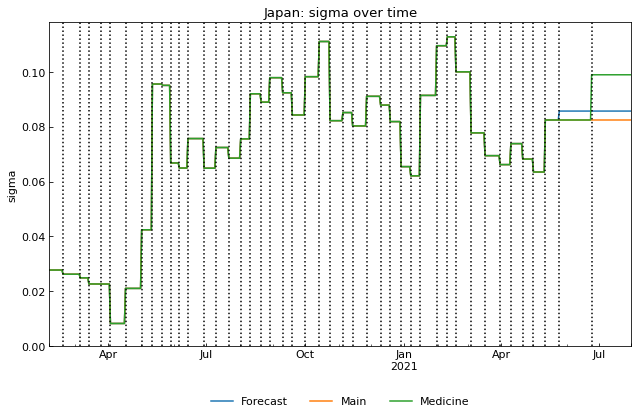 Japan: sigma over time
sigma
0.10
0.08
0.06
0.04
0.02
0.00
Apr Jul Oct Jan Apr Jul
2021
Forecast Main Medicine